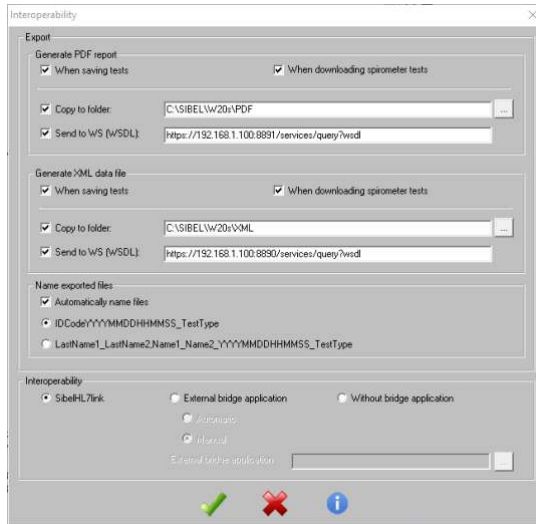 Interoperability
Export
Generate PDF report
When saving tests
When downloading spirometer tests
Copy to folder:
C:\SIBEL\W20s\PDF
...
Send to WS (WSDL):
https://192.168.1.100:8891/services/query?wsdl
Generate XML data file
When saving tests
When downloading spirometer tests
Copy to folder:
C:\SIBEL\W20s\XML
...
Send to WS (WSDL):
https://192.168.1.100:8890/services/query?wsdl
Name exported files
Automatically name files
IDCodeYYYYMMDDHHMMSS_TestType
LastName1_LastName2,Name1_Name2_YYYYMMDDHHMMSS_TestType
Interoperability
SibelHL7link
External bridge application
Without bridge application
Automatic
Manual
External bridge application
...